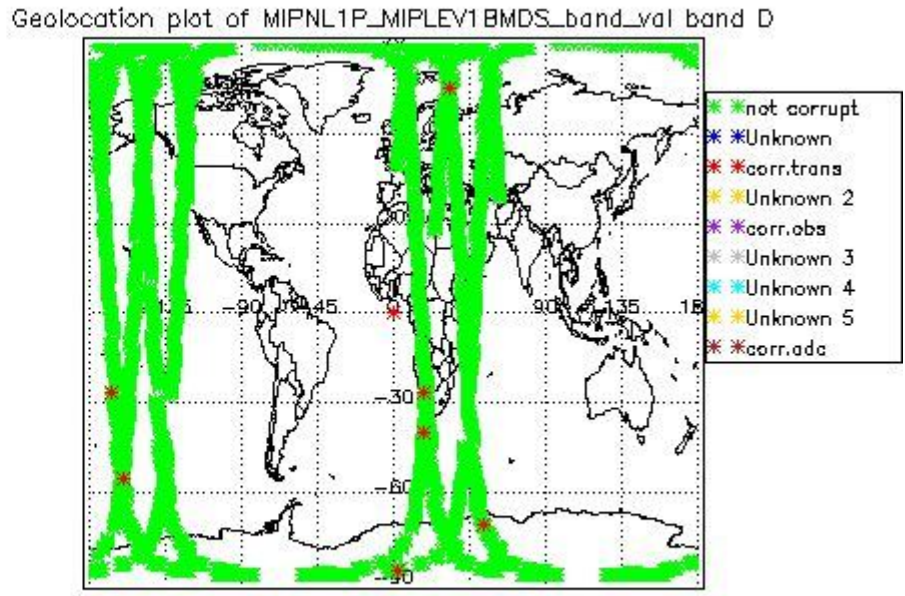 Geolocation plot of MIPNL1P_MIPLEV1BMDS_band_val band D
not corrupt
Unknown
corr.trans
Unknown 2
corr.obs
Unknown 3
Unknown 4
Unknown 5
corr.adc
-90
45
90
135
-30
-60
-90